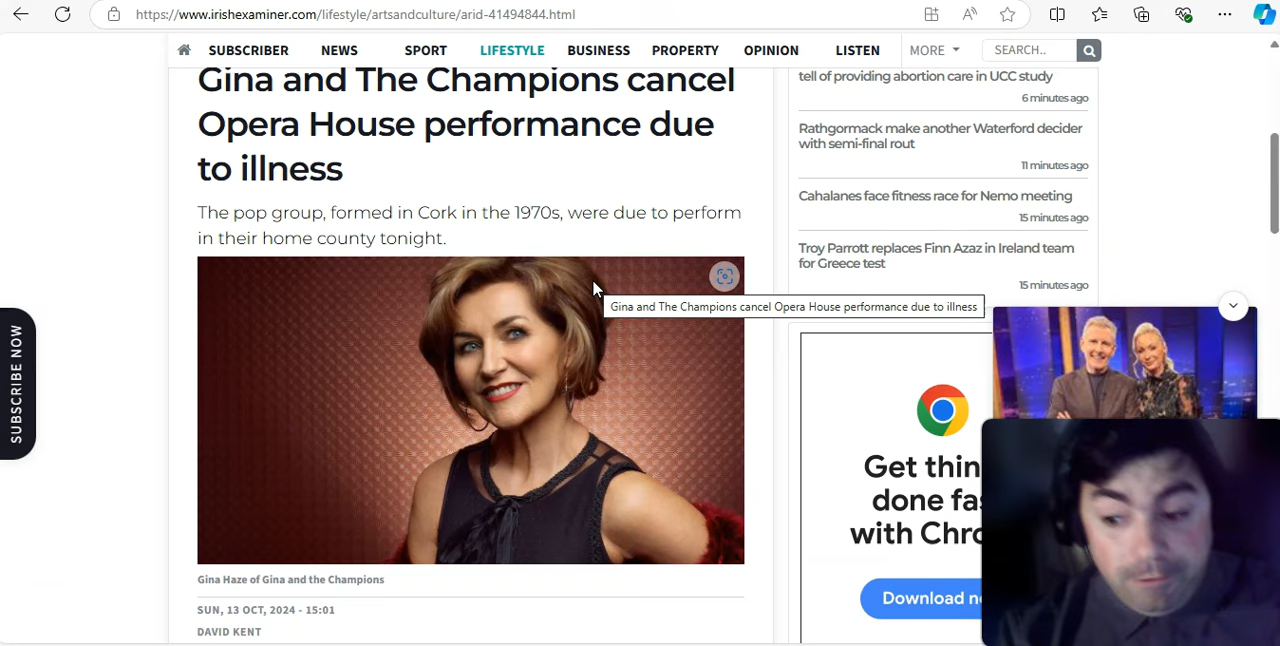 https://www.irishexaminer.com/lifestyle/artsandculture/arid-41494844.html
SUBSCRIBER NEWS SPORT LIFESTYLE BUSINESS PROPERTY OPINION LISTEN MORE SEARCH..
Gina and The Champions cancel
Opera House performance due
to illness
The pop group, formed in Cork in the 1970s, were due to perform
in their home county tonight.
Gina and The Champions cancel Opera House performance due to illness
Gina Haze of Gina and the Champions
SUN, 13 OCT, 2024 - 15:01
DAVID KENT
SUBSCRIBE NOW
tell of providing abortion care in UCC study
6 minutes ago
Rathgormack make another Waterford decider
with semi-final rout
11 minutes ago
Cahalanes face fitness race for Nemo meeting
15 minutes ago
Troy Parrott replaces Finn Azaz in Ireland team
for Greece test
15 minutes ago
Get thin
done fas
with Chro
Download n